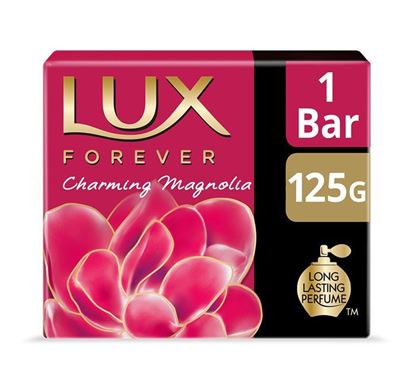 LUX
FOREVER
Charming Magnolia
1
Bar
125G
LONG
LASTING
PERFUME
TM